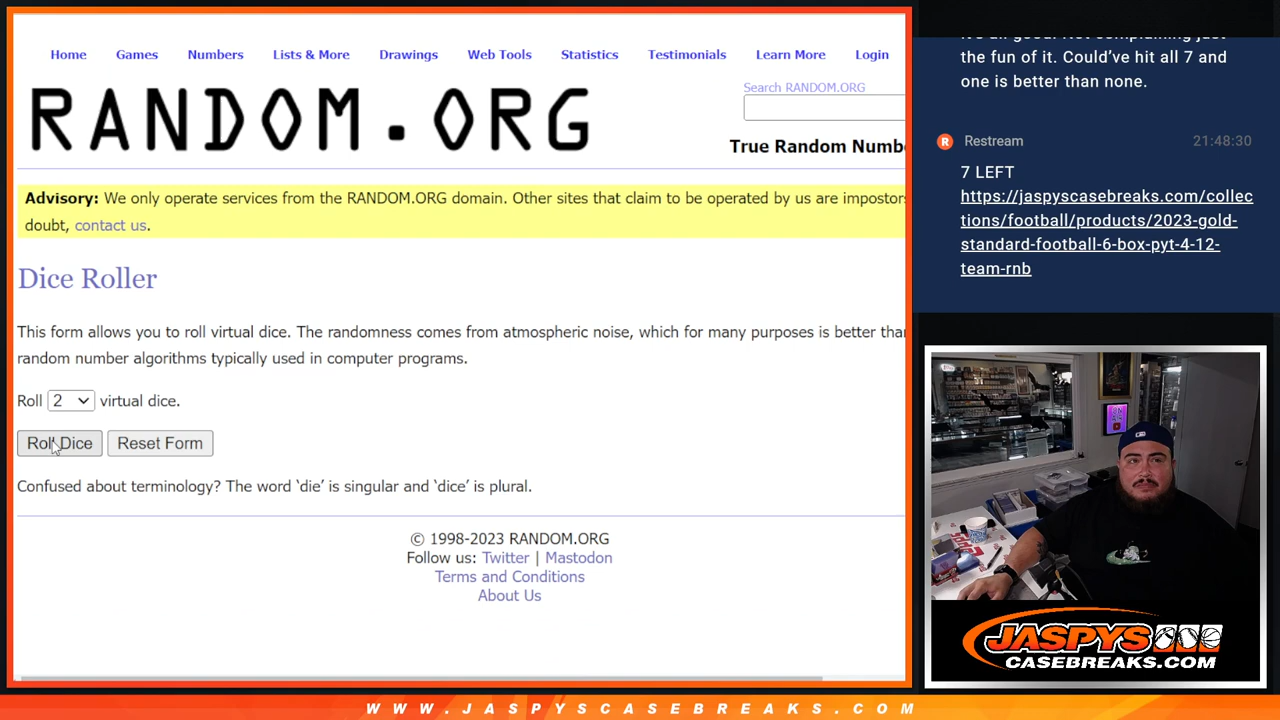 Home Games Numbers Lists & More Drawings Web Tools Statistics Testimonials Learn More Login
RANDOM.ORG
Search RANDOM.ORG
True Random Numbe
Advisory: We only operate services from the RANDOM.ORG domain. Other sites that claim to be operated by us are impostors
doubt, contact us.
Dice Roller
This form allows you to roll virtual dice. The randomness comes from atmospheric noise, which for many purposes is better than
random number algorithms typically used in computer programs.
Roll 2 virtual dice.
Roll Dice Reset Form
Confused about terminology? The word ‘die’ is singular and ‘dice’ is plural.
© 1998-2023 RANDOM.ORG
Follow us: Twitter | Mastodon
Terms and Conditions
About Us
it's all good. Not complaining just
the fun of it. Could’ve hit all 7 and
one is better than none.
R Restream 21:48:30
7 LEFT
https://jaspyscasebreaks.com/collec
tions/football/products/2023-gold-
standard-football-6-box-pyt-4-12-
team-rnb
JASPYS
CASEBREAKS.COM
WWW.JASPYSCASEBREAKS.COM